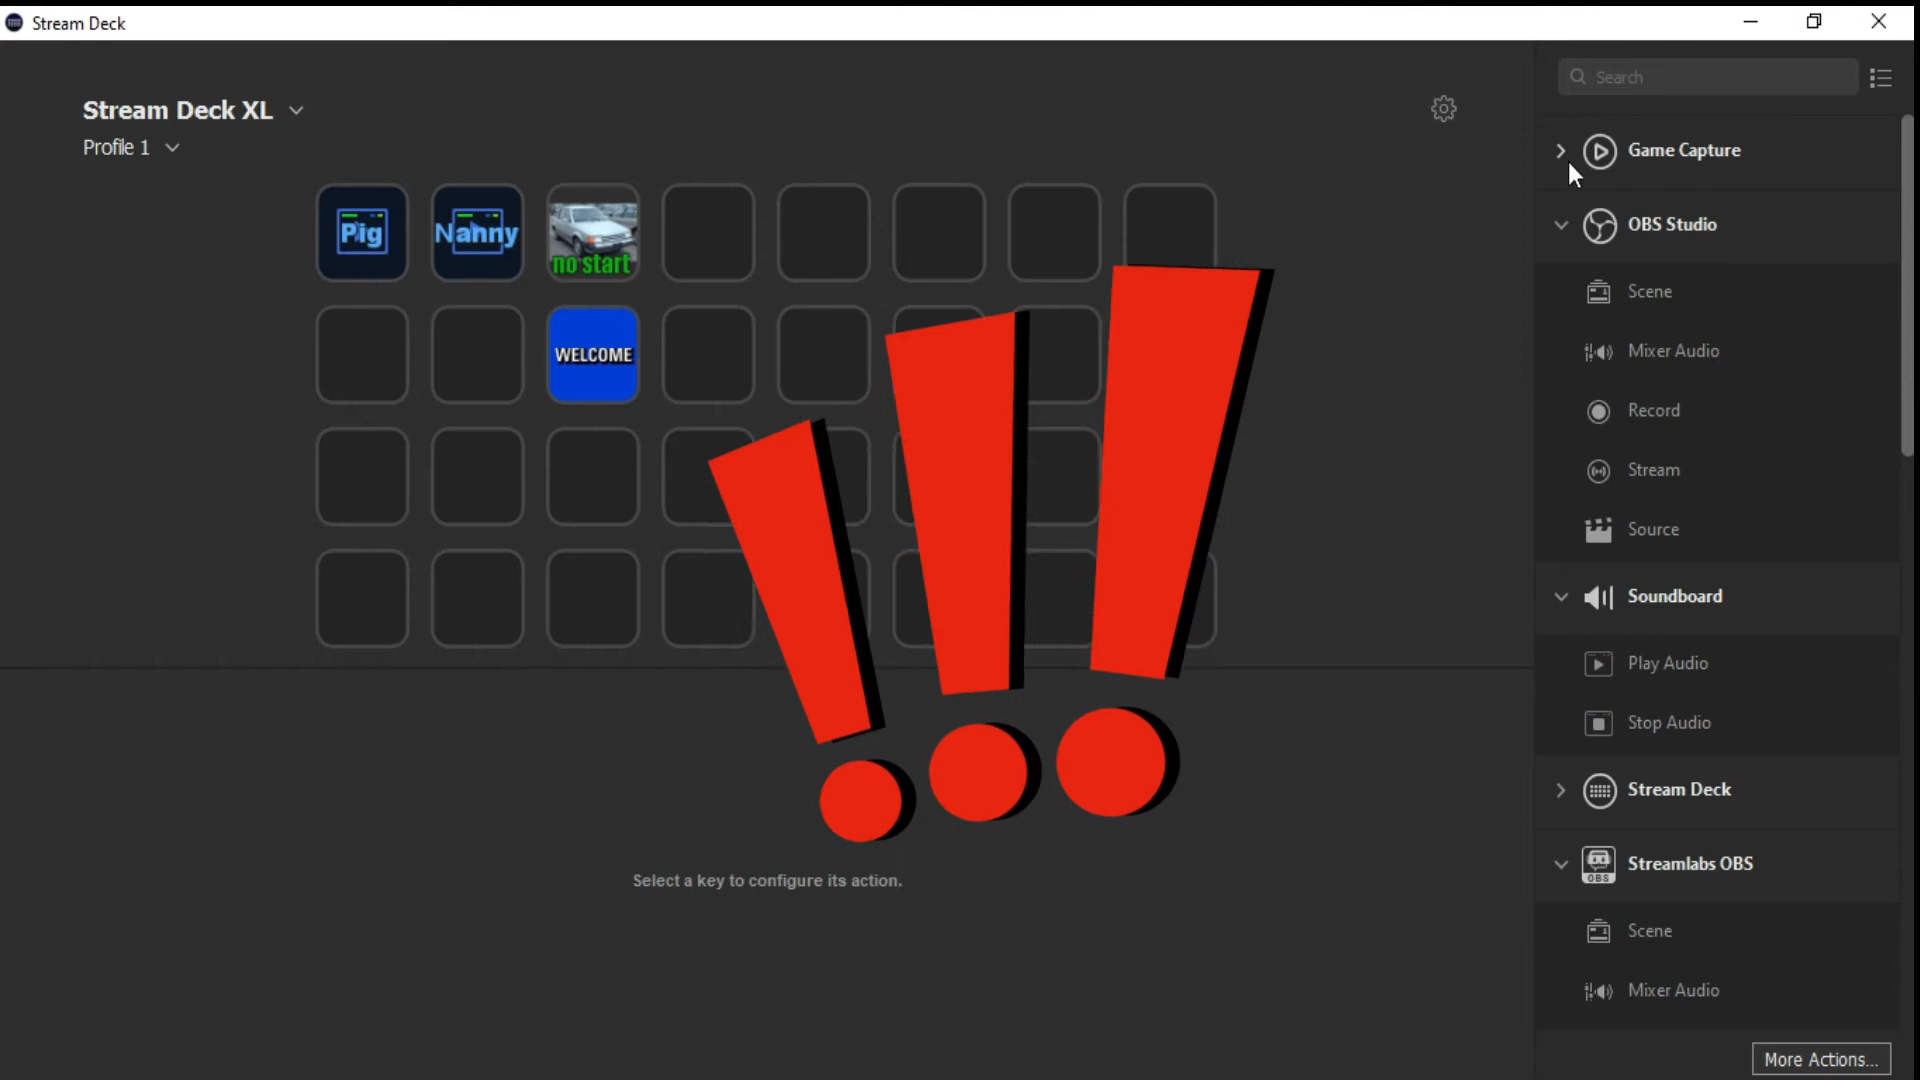 Stream Deck
Search
Stream Deck XL
Profile 1
Game Capture
OBS Studio
Pig
Nanny
no start
Scene
WELCOME
Mixer Audio
Record
Stream
Source
Soundboard
Play Audio
Stop Audio
Stream Deck
Streamlabs OBS
OBS
Select a key to configure its action.
Scene
Mixer Audio
More Actions...
!!!